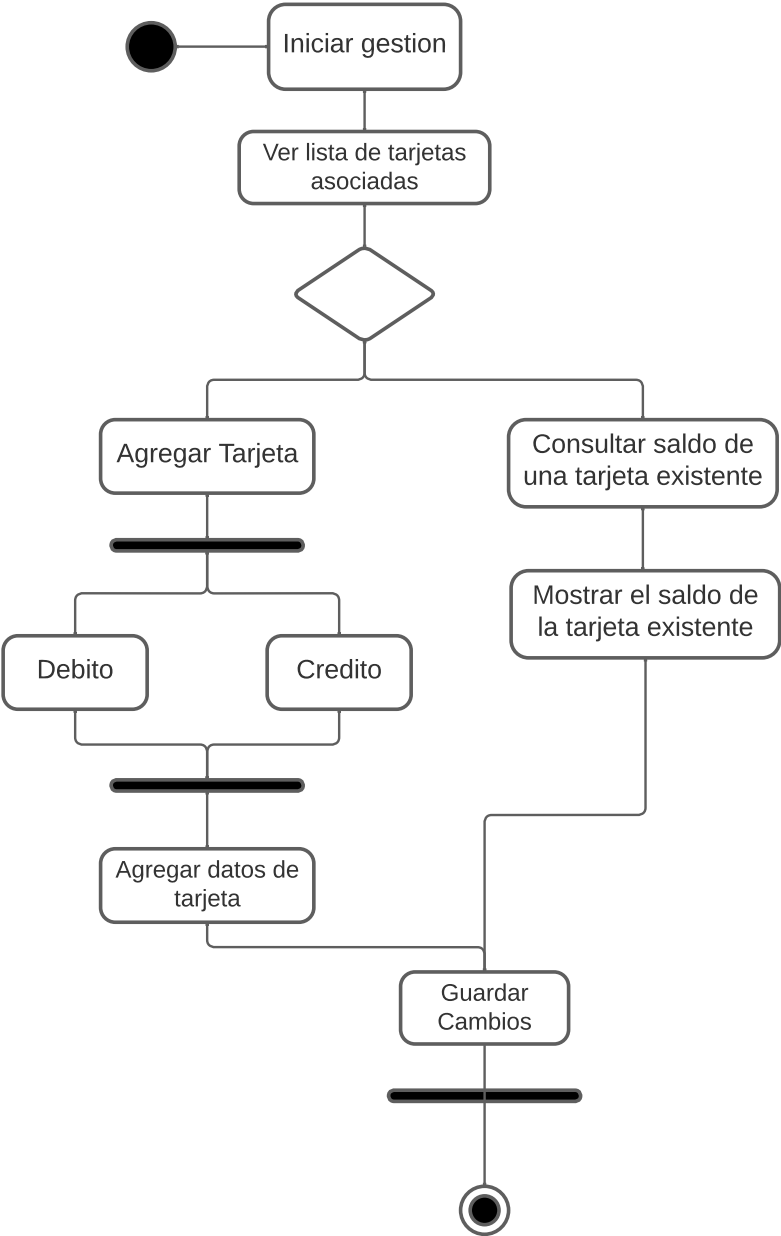 Iniciar gestion
Ver lista de tarjetas
asociadas
Agregar Tarjeta
Consultar saldo de
una tarjeta existente
Mostrar el saldo de
la tarjeta existente
Debito
Credito
Agregar datos de
tarjeta
Guardar
Cambios